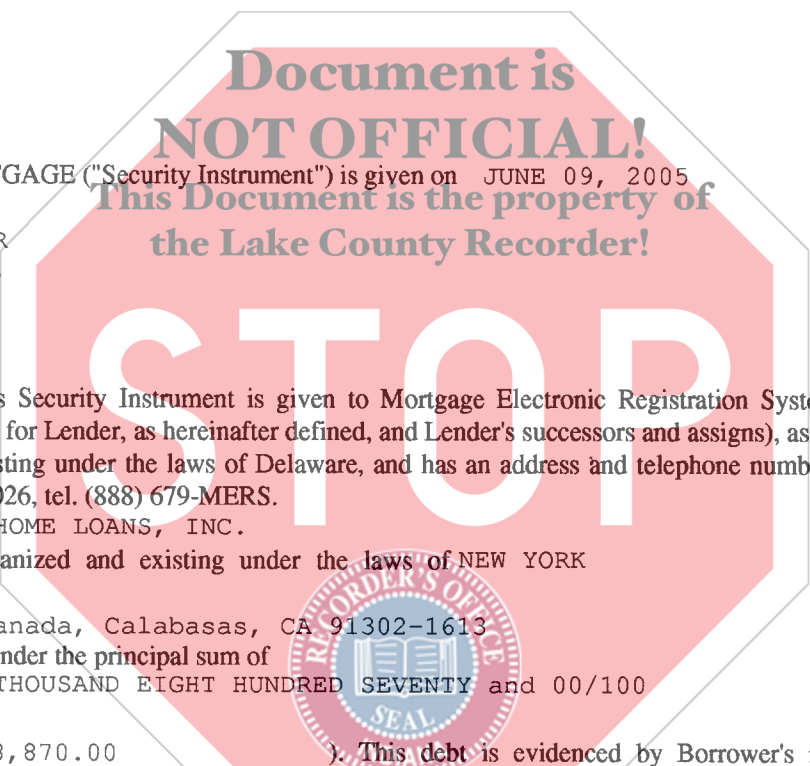 Document is
NOT OFFICIAL!
GAGE ("Security Instrument") is given on JUNE 09, 2005
This Document is the property of
R
the Lake County Recorder!
STOP
s Security Instrument is given to Mortgage Electronic Registration Syste
for Lender, as hereinafter defined, and Lender's successors and assigns), as
sting under the laws of Delaware, and has an address and telephone numb
026, tel. (888) 679-MERS.
HOME LOANS, INC.
anized and existing under the laws of NEW YORK
anada, Calabasas, CA 91302-1613
nder the principal sum of
THOUSAND EIGHT HUNDRED SEVENTY and 00/100
RECORDER'S OFFICE
SEAL
,870.00 ). This debt is evidenced by Borrower's